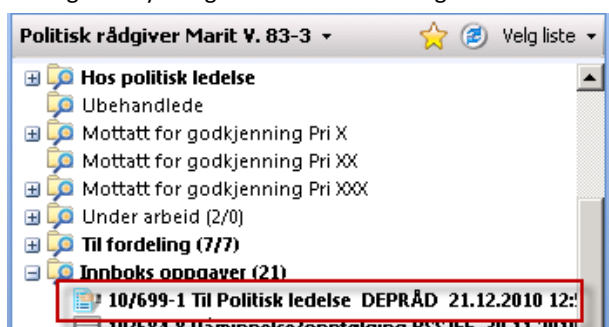 Politisk rådgiver Marit V. 83-3 Velg liste
Hos politisk ledelse
Ubehandlede
Mottatt for godkjenning Pri X
Mottatt for godkjenning Pri XX
Mottatt for godkjenning Pri XXX
Under arbeid (2/0)
Til fordeling (7/7)
Innboks oppgaver (21)
10/699-1 Til Politisk ledelse DEPRÅD 21.12.2010 12: